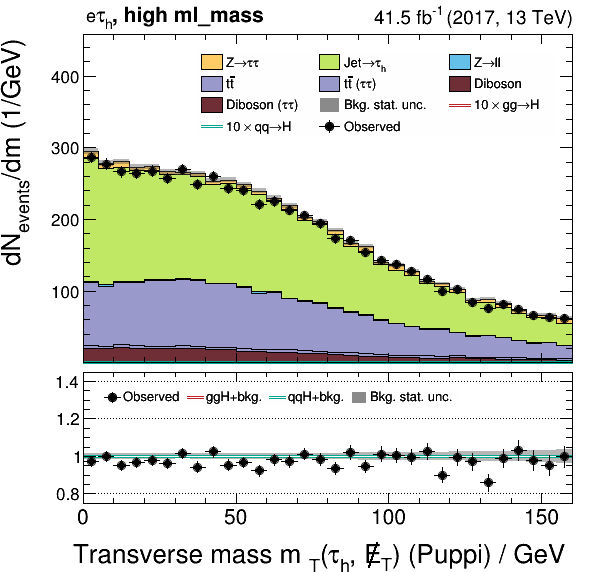 eτh, high ml_mass 41.5 fb⁻¹ (2017, 13 TeV)
dNevents/dm (1/GeV)
400
300
200
100
Z→ττ Jet→τh Z→ll
tt̄ tt̄ (ττ) Diboson
Diboson (ττ) Bkg. stat. unc. 10 × gg→H
10 × qq→H Observed
1.4
1.2
1
0.8
Observed ggH+bkg. qqH+bkg. Bkg. stat. unc.
0 50 100 150
Transverse mass m T(τh, E̸T) (Puppi) / GeV